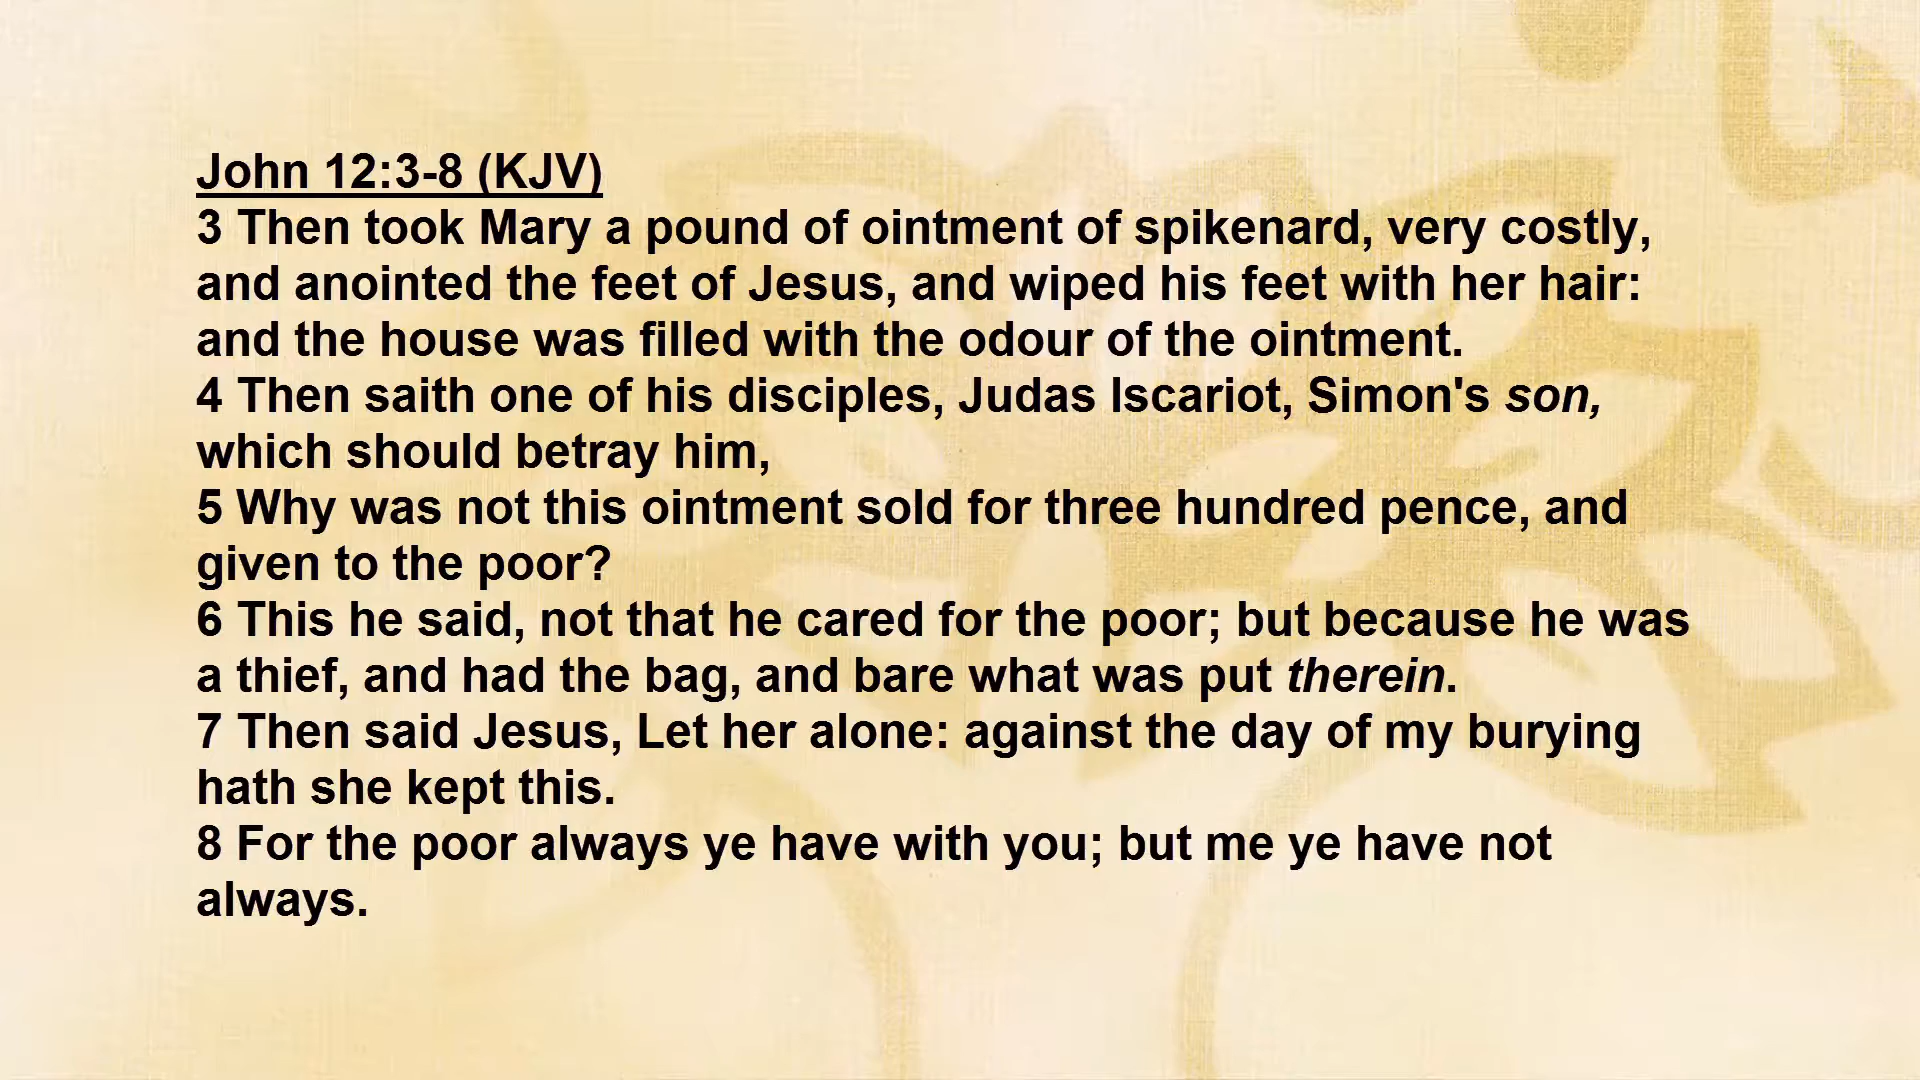 John 12:3-8 (KJV)
3 Then took Mary a pound of ointment of spikenard, very costly,
and anointed the feet of Jesus, and wiped his feet with her hair:
and the house was filled with the odour of the ointment.
4 Then saith one of his disciples, Judas Iscariot, Simon's son,
which should betray him,
5 Why was not this ointment sold for three hundred pence, and
given to the poor?
6 This he said, not that he cared for the poor; but because he was
a thief, and had the bag, and bare what was put therein.
7 Then said Jesus, Let her alone: against the day of my burying
hath she kept this.
8 For the poor always ye have with you; but me ye have not
always.